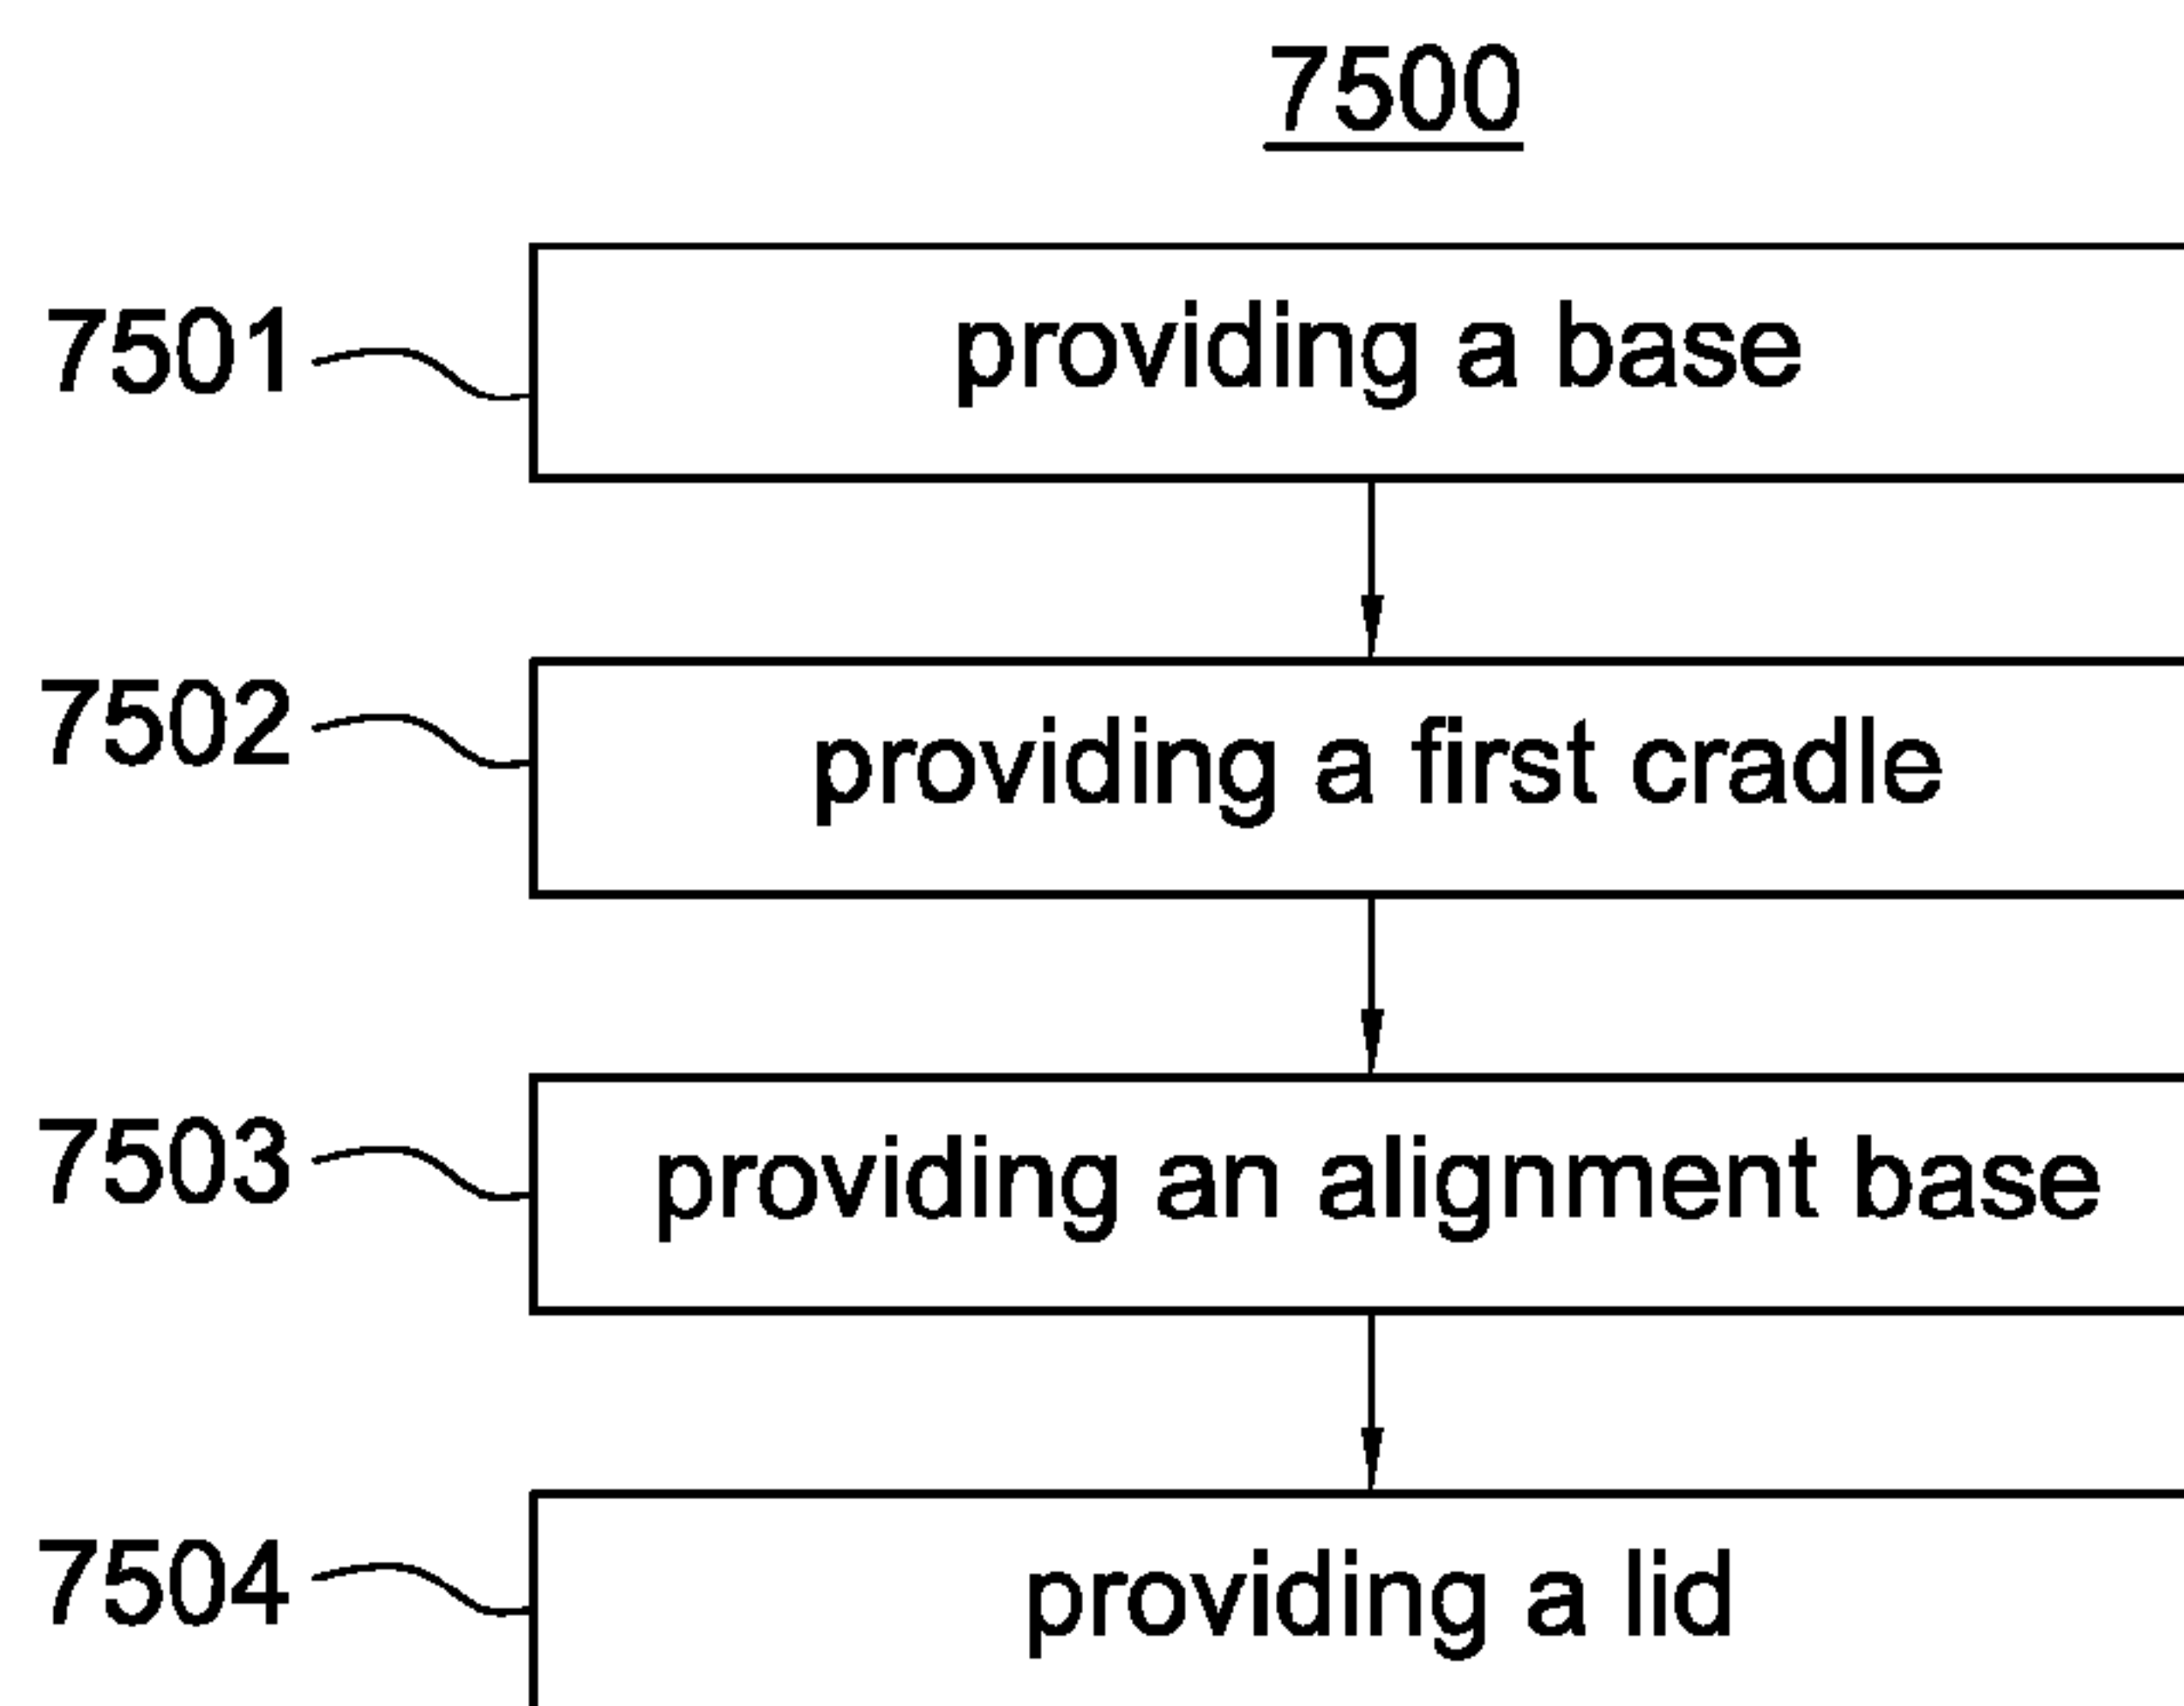 7500
7501 providing a base
7502 providing a first cradle
7503 providing an alignment base
7504 providing a lid